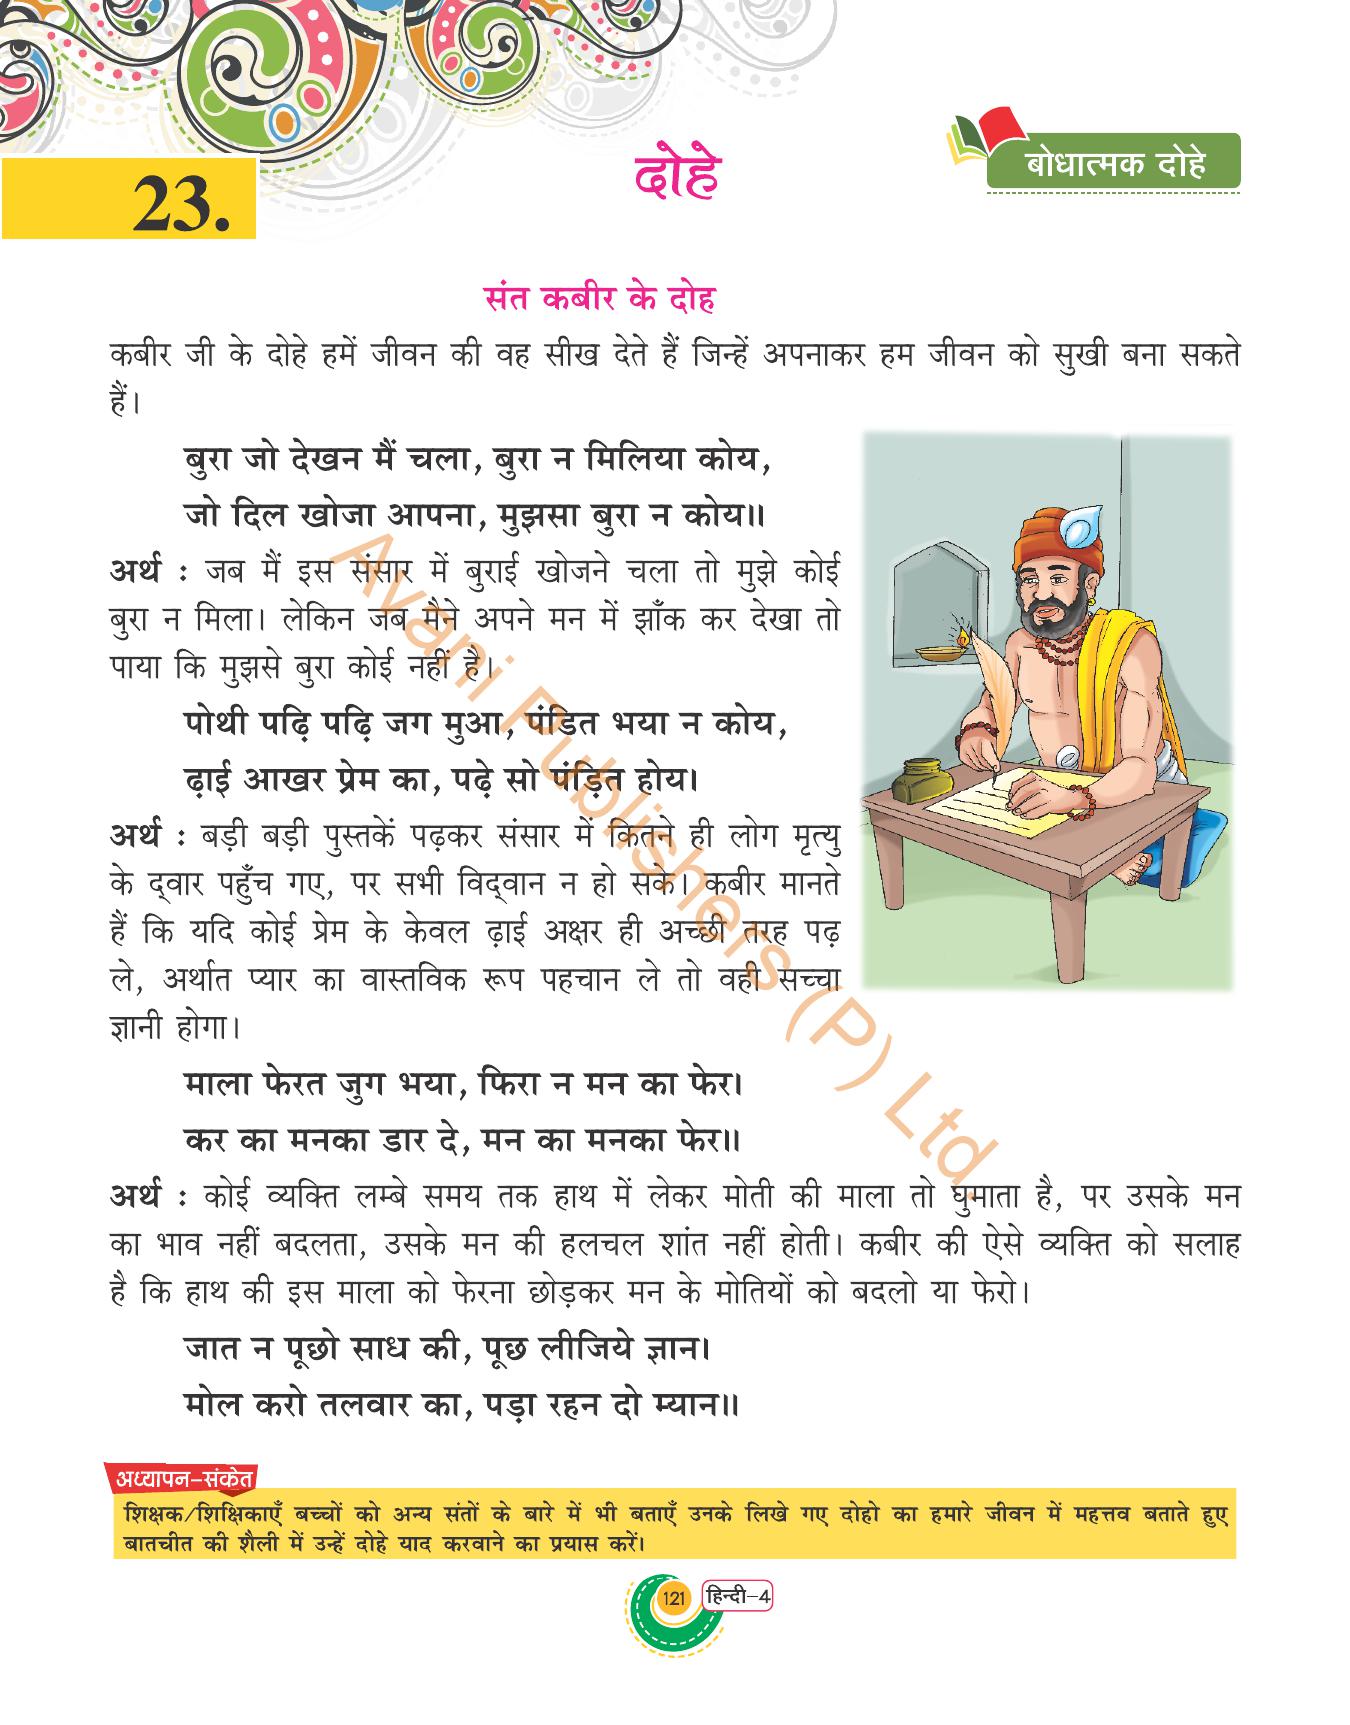 23.
दोहे
बोधात्मक दोहे
संत कबीर के दोह
कबीर जी के दोहे हमें जीवन की वह सीख देते हैं जिन्हें अपनाकर हम जीवन को सुखी बना सकते
हैं।
बुरा जो देखन मैं चला, बुरा न मिलिया कोय,
जो दिल खोजा आपना, मुझसा बुरा न कोय॥
अर्थ : जब मैं इस संसार में बुराई खोजने चला तो मुझे कोई
बुरा न मिला। लेकिन जब मैने अपने मन में झाँक कर देखा तो
पाया कि मुझसे बुरा कोई नहीं है।
पोथी पढ़ि पढ़ि जग मुआ, पंडित भया न कोय,
ढ़ाई आखर प्रेम का, पढ़े सो पंड़ित होय।
अर्थ : बड़ी बड़ी पुस्तकें पढ़कर संसार में कितने ही लोग मृत्यु
के द्वार पहुँच गए, पर सभी विद्वान न हो सके। कबीर मानते
हैं कि यदि कोई प्रेम के केवल ढ़ाई अक्षर ही अच्छी तरह पढ़
ले, अर्थात प्यार का वास्तविक रूप पहचान ले तो वही सच्चा
ज्ञानी होगा।
माला फेरत जुग भया, फिरा न मन का फेर।
कर का मनका डार दे, मन का मनका फेर॥
अर्थ : कोई व्यक्ति लम्बे समय तक हाथ में लेकर मोती की माला तो घुमाता है, पर उसके मन
का भाव नहीं बदलता, उसके मन की हलचल शांत नहीं होती। कबीर की ऐसे व्यक्ति को सलाह
है कि हाथ की इस माला को फेरना छोड़कर मन के मोतियों को बदलो या फेरो।
जात न पूछो साध की, पूछ लीजिये ज्ञान।
मोल करो तलवार का, पड़ा रहन दो म्यान॥
Avani Publishers (P) Ltd.
अध्यापन-संकेत
शिक्षक/शिक्षिकाएँ बच्चों को अन्य संतों के बारे में भी बताएँ उनके लिखे गए दोहो का हमारे जीवन में महत्तव बताते हुए
बातचीत की शैली में उन्हें दोहे याद करवाने का प्रयास करें।
121 हिन्दी-4